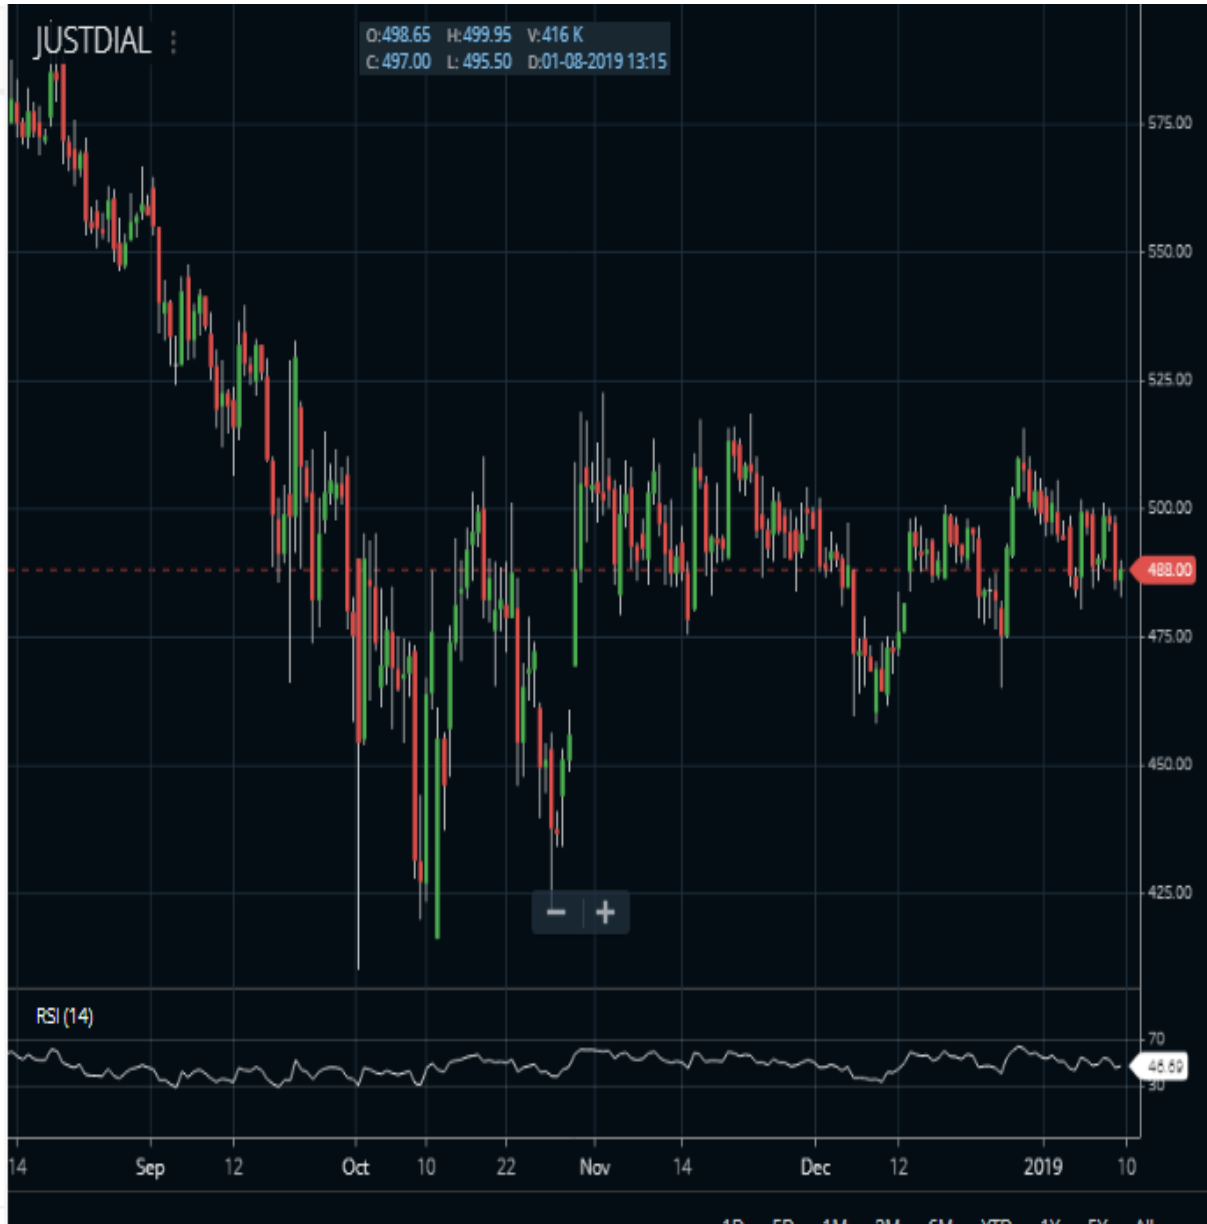 JUSTDIAL
O:498.65 H:499.95 V:416 K
C: 497.00 L: 495.50 D:01-08-2019 13:15
575.00
550.00
525.00
500.00
488.00
475.00
450.00
425.00
− +
RSI (14)
70
46.69
30
14 Sep 12 Oct 10 22 Nov 14 Dec 12 2019 10